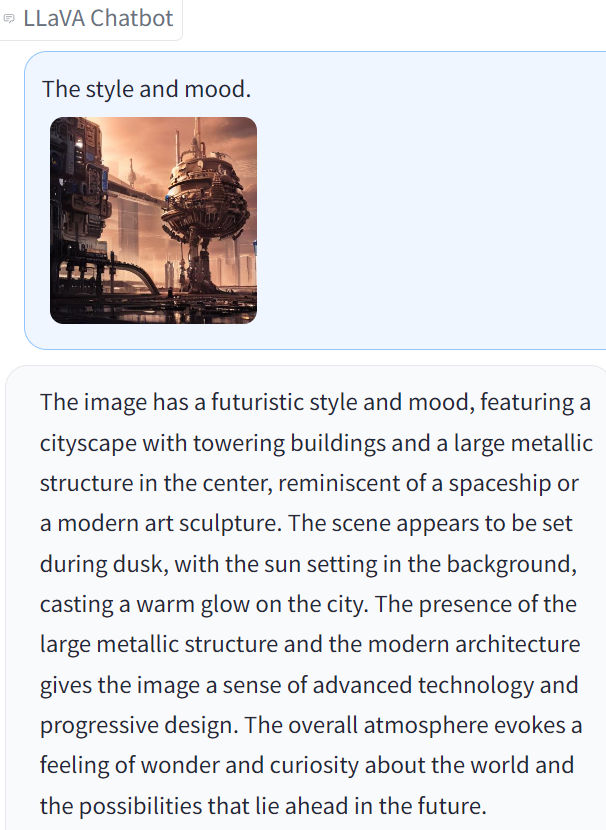 LLaVA Chatbot
The style and mood.
The image has a futuristic style and mood, featuring a
cityscape with towering buildings and a large metallic
structure in the center, reminiscent of a spaceship or
a modern art sculpture. The scene appears to be set
during dusk, with the sun setting in the background,
casting a warm glow on the city. The presence of the
large metallic structure and the modern architecture
gives the image a sense of advanced technology and
progressive design. The overall atmosphere evokes a
feeling of wonder and curiosity about the world and
the possibilities that lie ahead in the future.